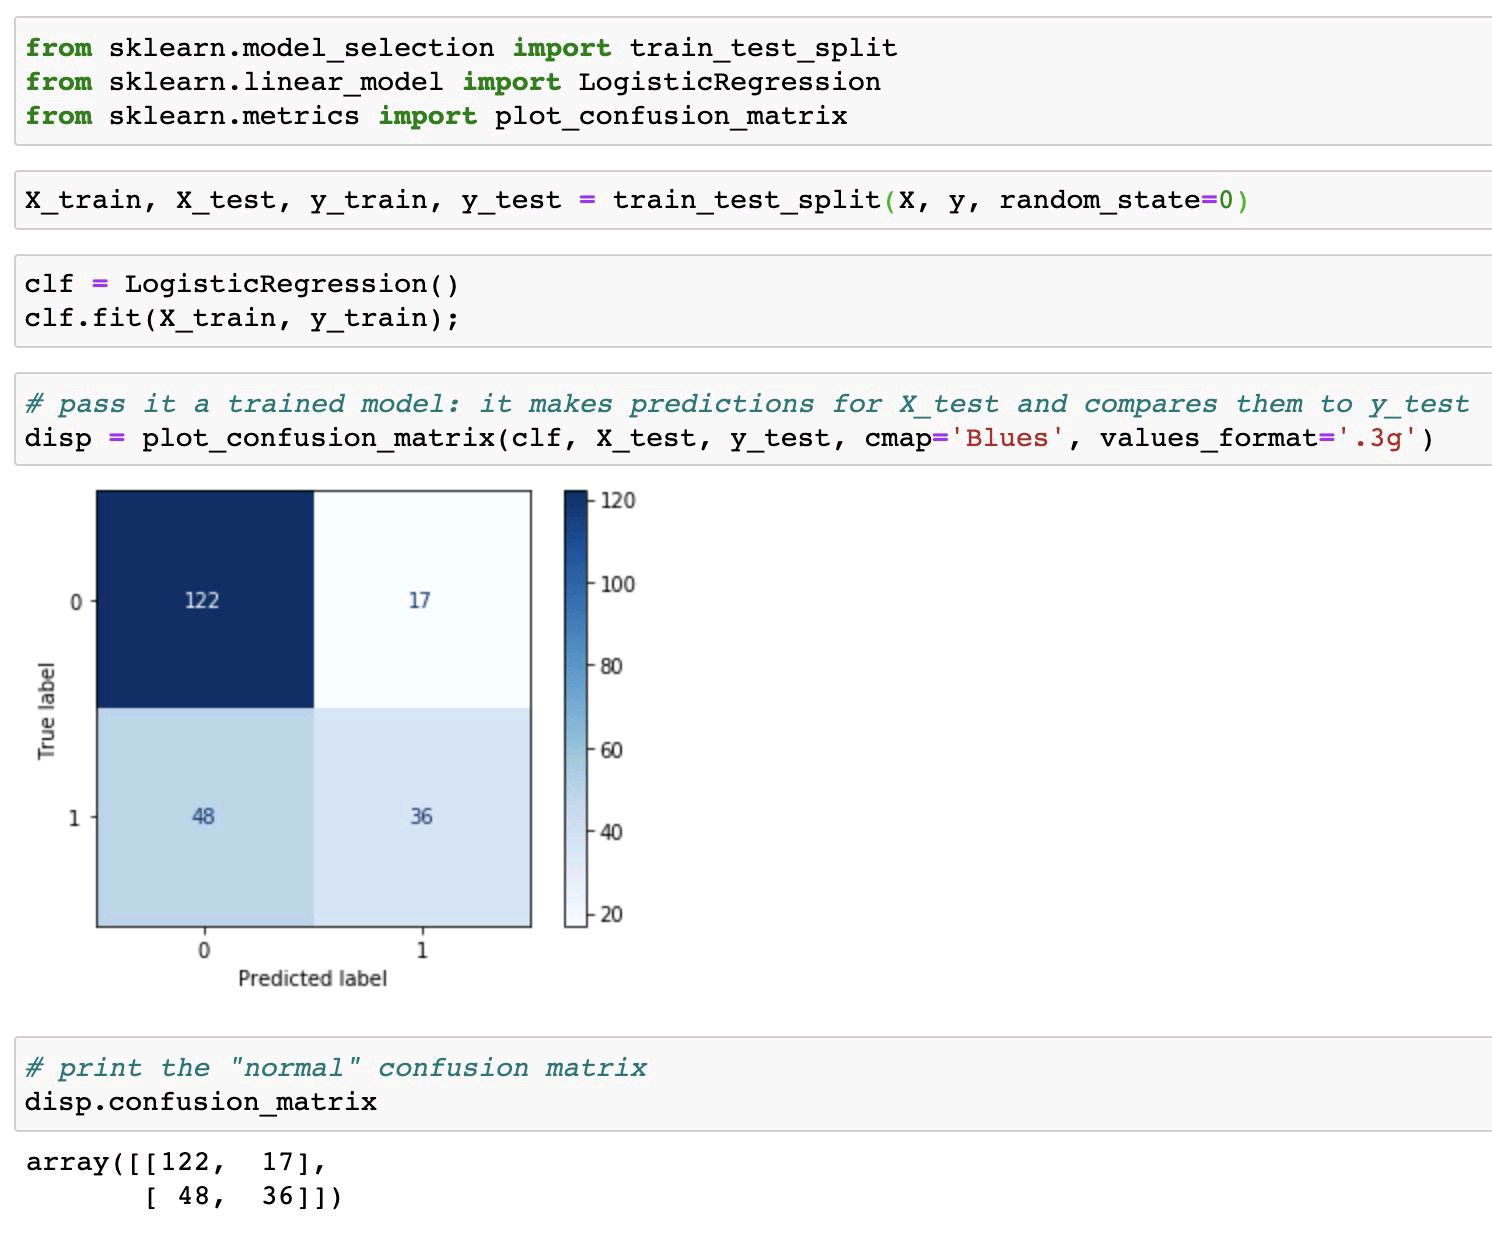 from sklearn.model_selection import train_test_split
from sklearn.linear_model import LogisticRegression
from sklearn.metrics import plot_confusion_matrix
X_train, X_test, y_train, y_test = train_test_split(X, y, random_state=0)
clf = LogisticRegression()
clf.fit(X_train, y_train);
# pass it a trained model: it makes predictions for X_test and compares them to y_test
disp = plot_confusion_matrix(clf, X_test, y_test, cmap='Blues', values_format='.3g')
120
100
80
60
40
20
0
122
17
True label
1
48
36
0
1
Predicted label
# print the "normal" confusion matrix
disp.confusion_matrix
array([[122,  17],
       [ 48,  36]])